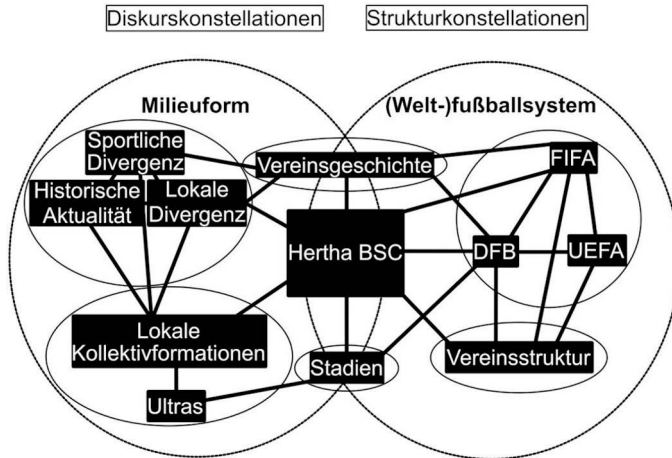 Diskurskonstellationen
Strukturkonstellationen
Milieuform
(Welt-)fußballsystem
Sportliche
Divergenz
Vereinsgeschichte
FIFA
Historische
Aktualität
Lokale
Divergenz
Hertha BSC
DFB
UEFA
Lokale
Kollektivformationen
Stadien
Vereinsstruktur
Ultras